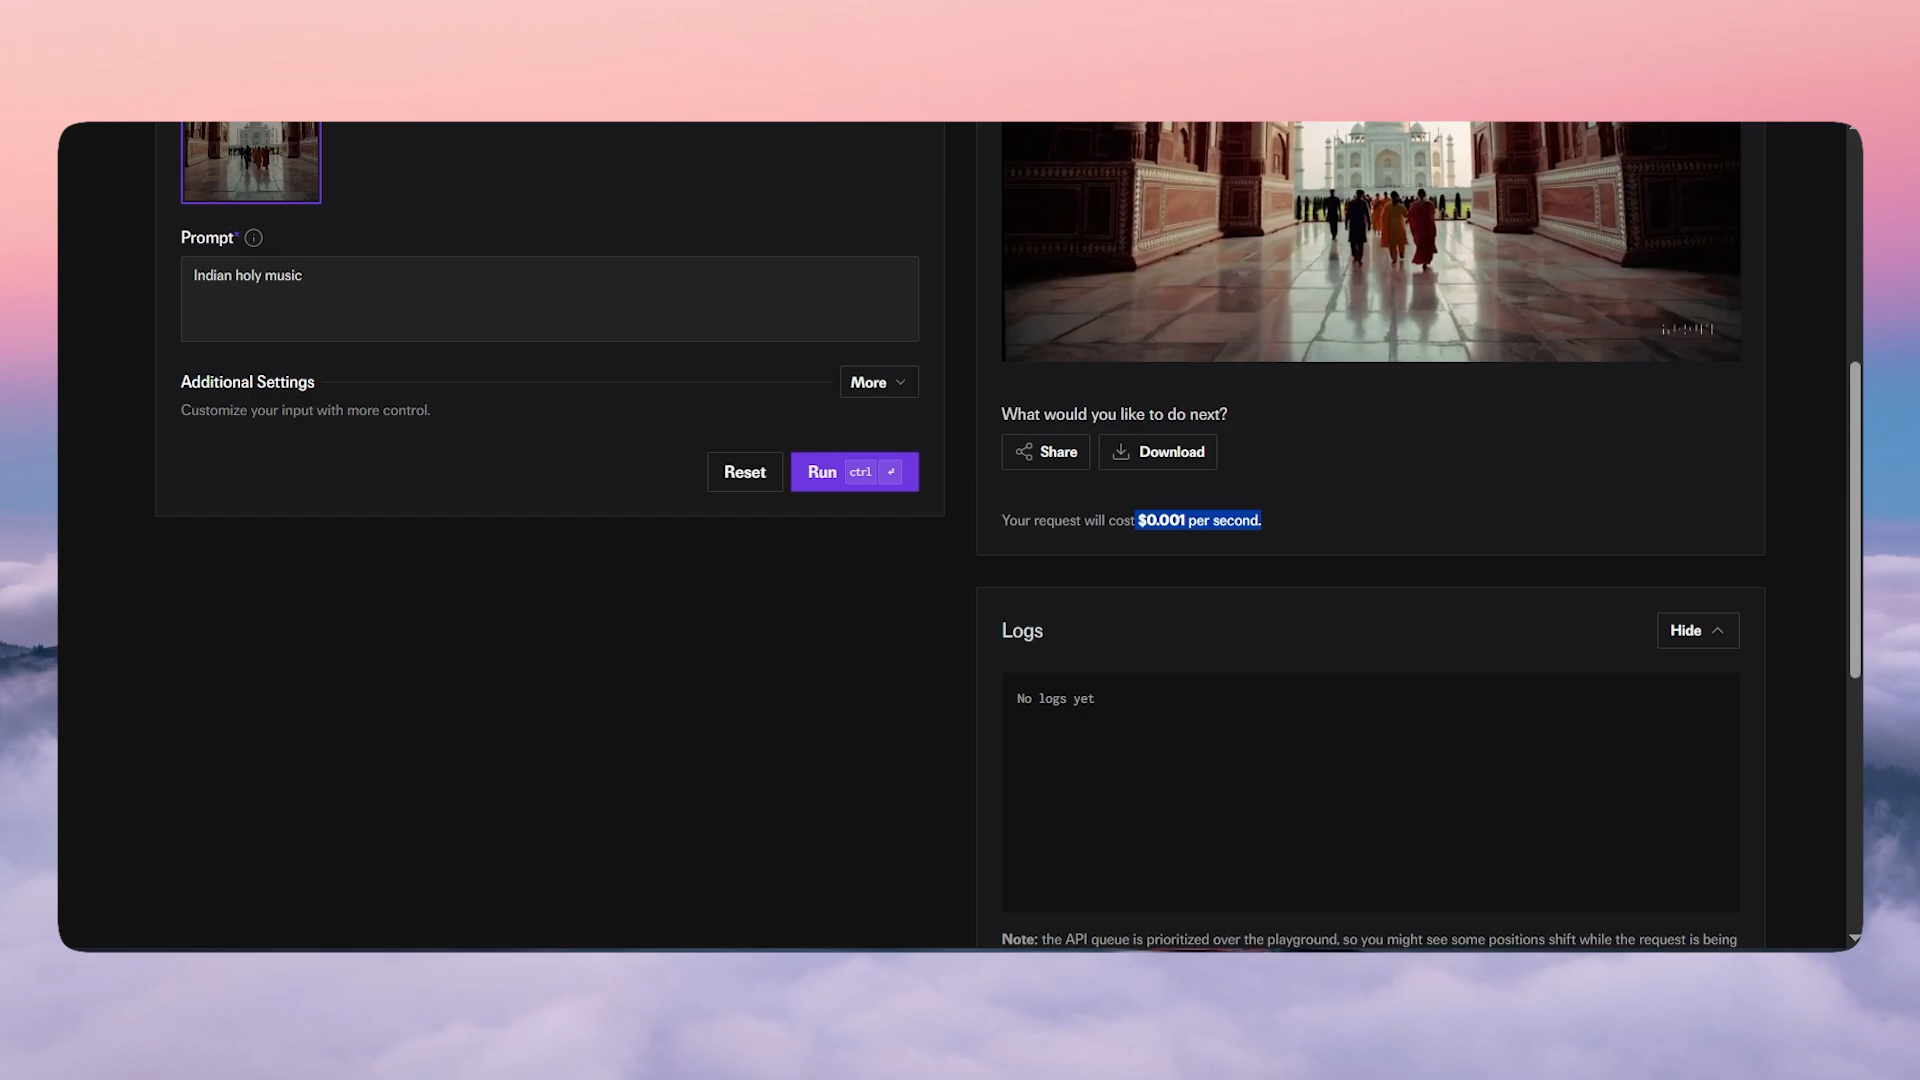 Prompt*
Indian holy music
Additional Settings
More
Customize your input with more control.
Reset
Run ctrl
What would you like to do next?
Share
Download
Your request will cost $0.001 per second.
Logs
Hide
No logs yet
Note: the API queue is prioritized over the playground, so you might see some positions shift while the request is being